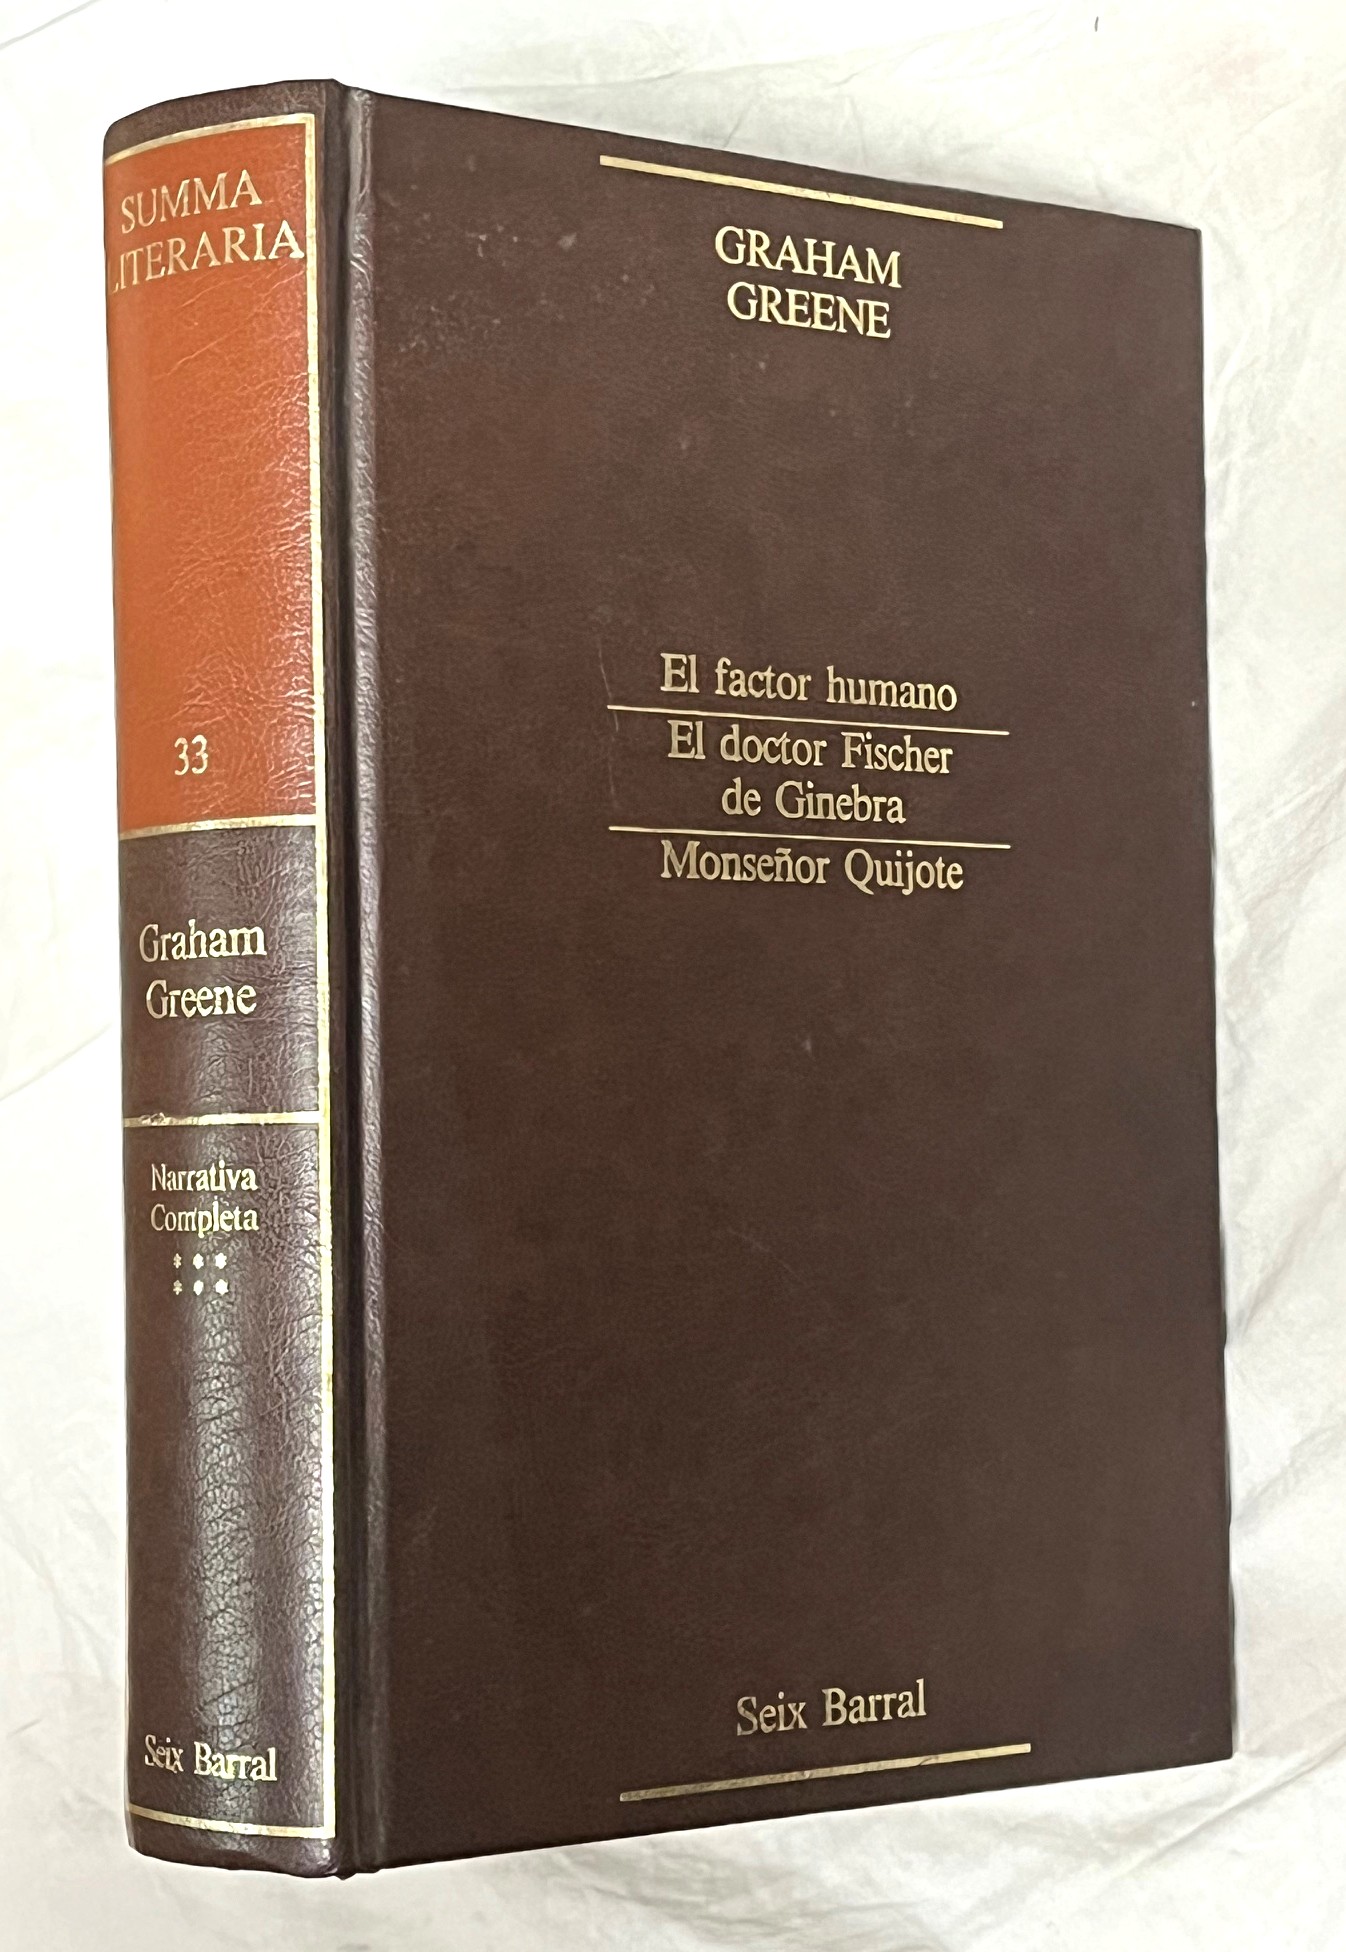 SUMMA
LITERARIA
33
Graham
Greene
Narrativa
Completa
* * *
* * *
Seix Barral
GRAHAM
GREENE
El factor humano
El doctor Fischer
de Ginebra
Monseñor Quijote
Seix Barral